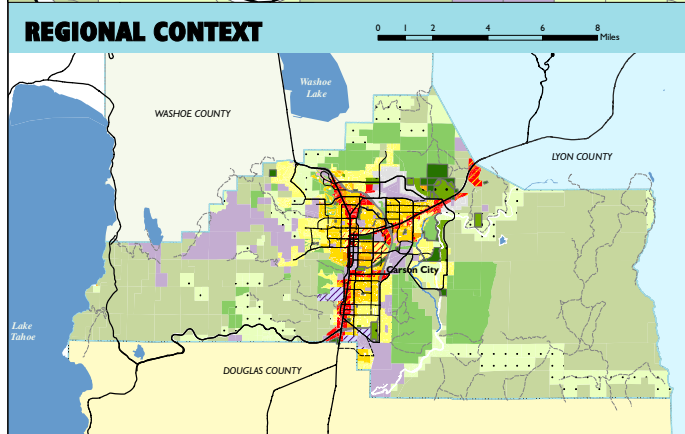 REGIONAL CONTEXT
0 1 2 4 6 8
Miles
Washoe
Lake
WASHOE COUNTY
LYON COUNTY
Carson City
Lake
Tahoe
DOUGLAS COUNTY